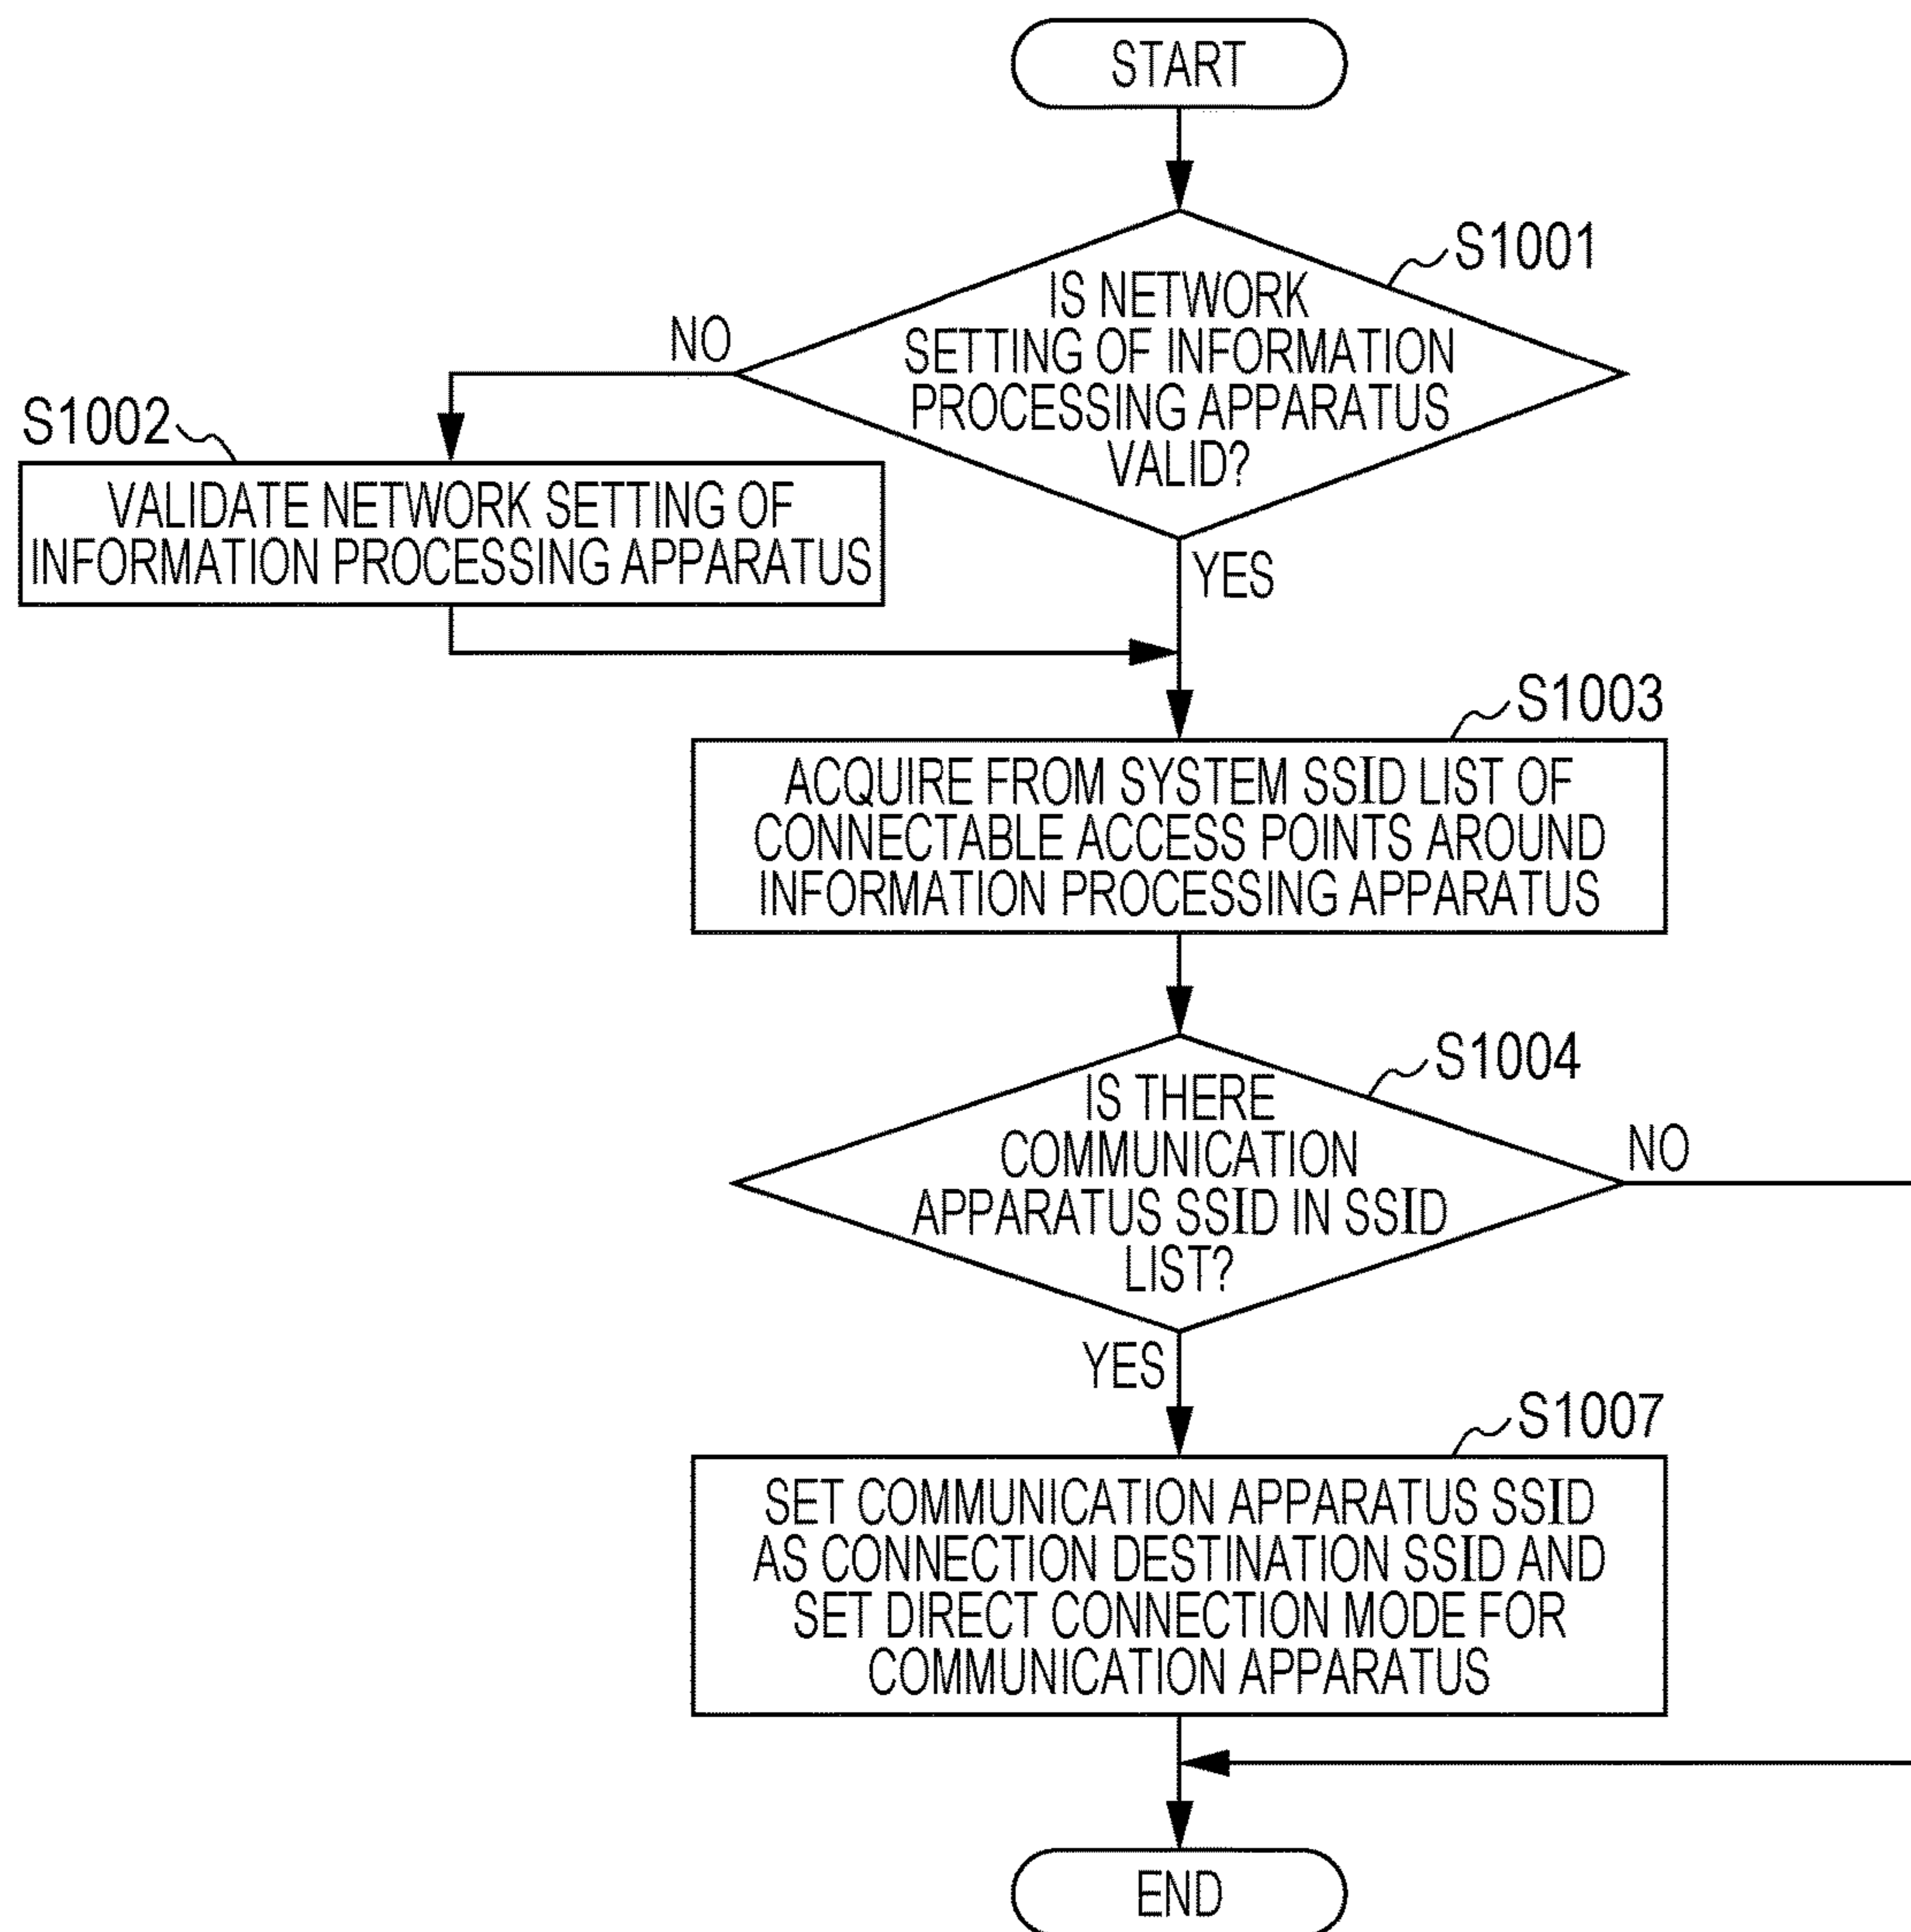 START
S1001
IS NETWORK
SETTING OF INFORMATION
PROCESSING APPARATUS
VALID?
NO
YES
S1002
VALIDATE NETWORK SETTING OF
INFORMATION PROCESSING APPARATUS
S1003
ACQUIRE FROM SYSTEM SSID LIST OF
CONNECTABLE ACCESS POINTS AROUND
INFORMATION PROCESSING APPARATUS
S1004
IS THERE
COMMUNICATION
APPARATUS SSID IN SSID
LIST?
NO
YES
S1007
SET COMMUNICATION APPARATUS SSID
AS CONNECTION DESTINATION SSID AND
SET DIRECT CONNECTION MODE FOR
COMMUNICATION APPARATUS
END